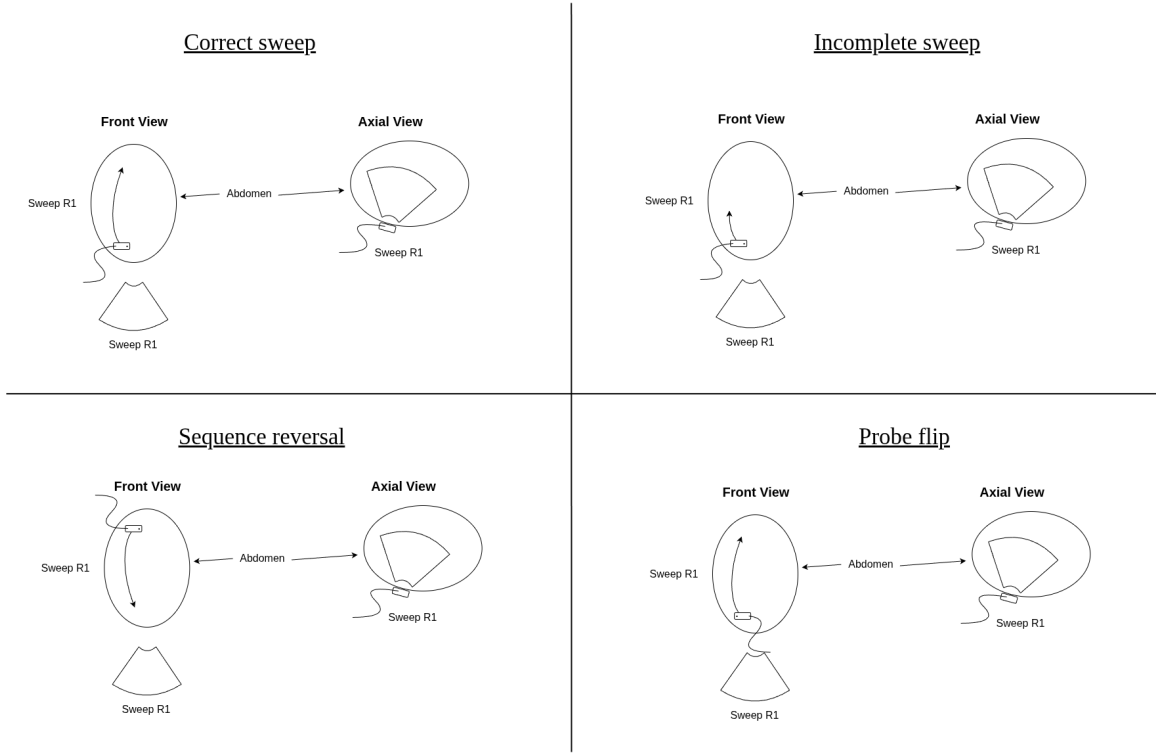 Correct sweep
Front View
Axial View
Sweep R1
Abdomen
Sweep R1
Sweep R1
Incomplete sweep
Front View
Axial View
Sweep R1
Abdomen
Sweep R1
Sweep R1
Sequence reversal
Front View
Axial View
Sweep R1
Abdomen
Sweep R1
Sweep R1
Probe flip
Front View
Axial View
Sweep R1
Abdomen
Sweep R1
Sweep R1